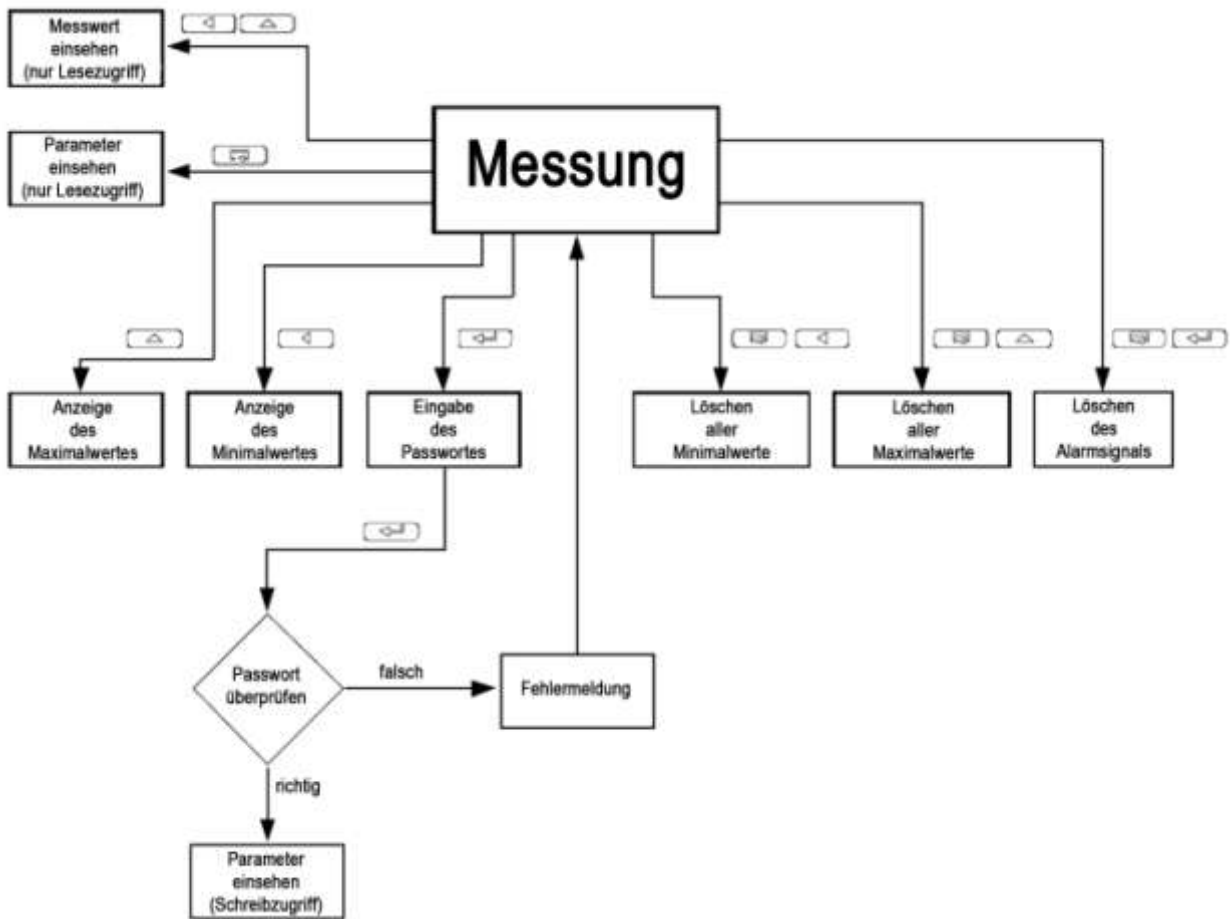 Messwert
einsehen
(nur Lesezugriff)
Parameter
einsehen
(nur Lesezugriff)
Messung
Anzeige
des
Maximalwertes
Anzeige
des
Minimalwertes
Eingabe
des
Passwortes
Löschen
aller
Minimalwerte
Löschen
aller
Maximalwerte
Löschen
des
Alarmsignals
Passwort
überprüfen
falsch
Fehlermeldung
richtig
Parameter
einsehen
(Schreibzugriff)